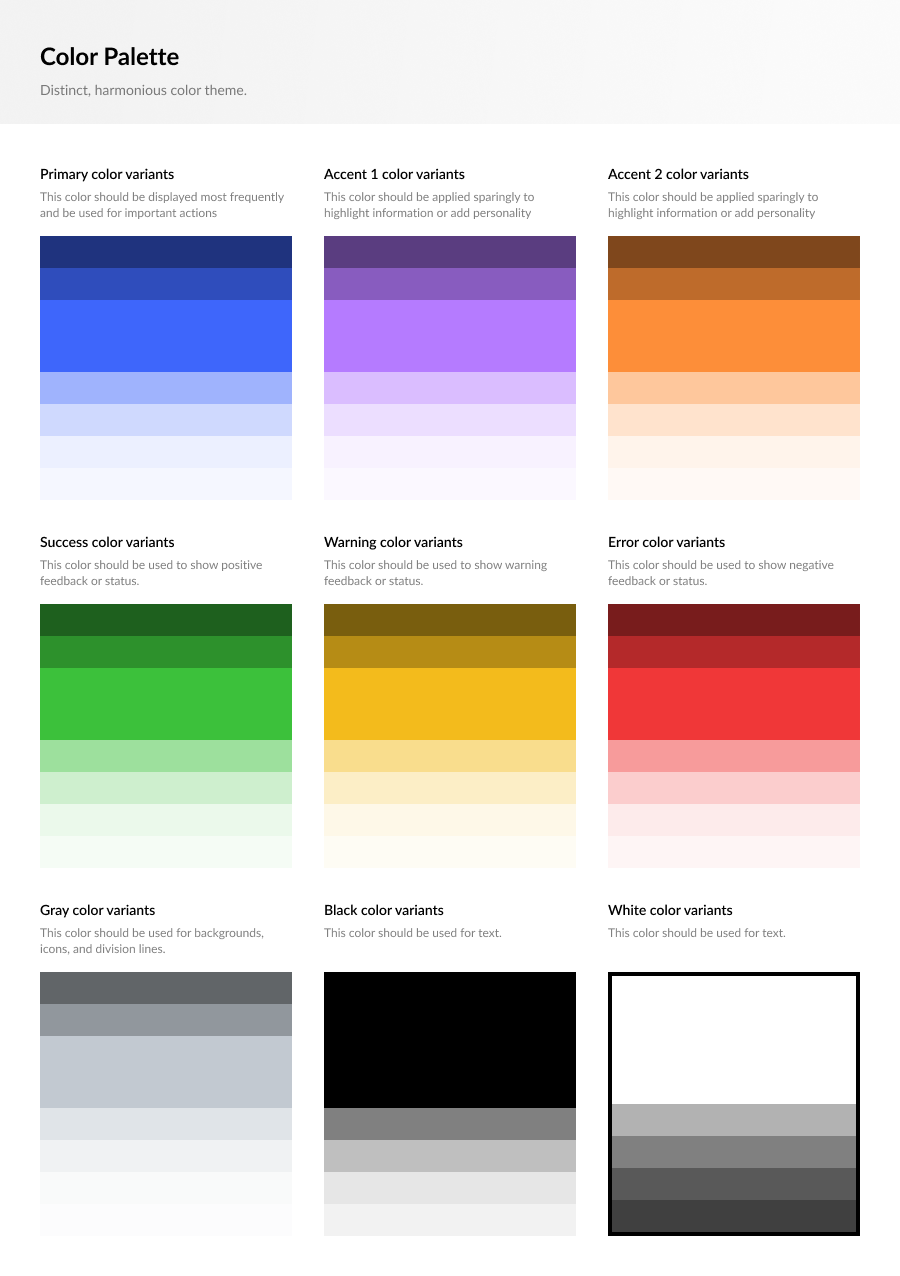 Color Palette
Distinct, harmonious color theme.
Primary color variants
This color should be displayed most frequently
and be used for important actions
Accent 1 color variants
This color should be applied sparingly to
highlight information or add personality
Accent 2 color variants
This color should be applied sparingly to
highlight information or add personality
Success color variants
This color should be used to show positive
feedback or status.
Warning color variants
This color should be used to show warning
feedback or status.
Error color variants
This color should be used to show negative
feedback or status.
Gray color variants
This color should be used for backgrounds,
icons, and division lines.
Black color variants
This color should be used for text.
White color variants
This color should be used for text.